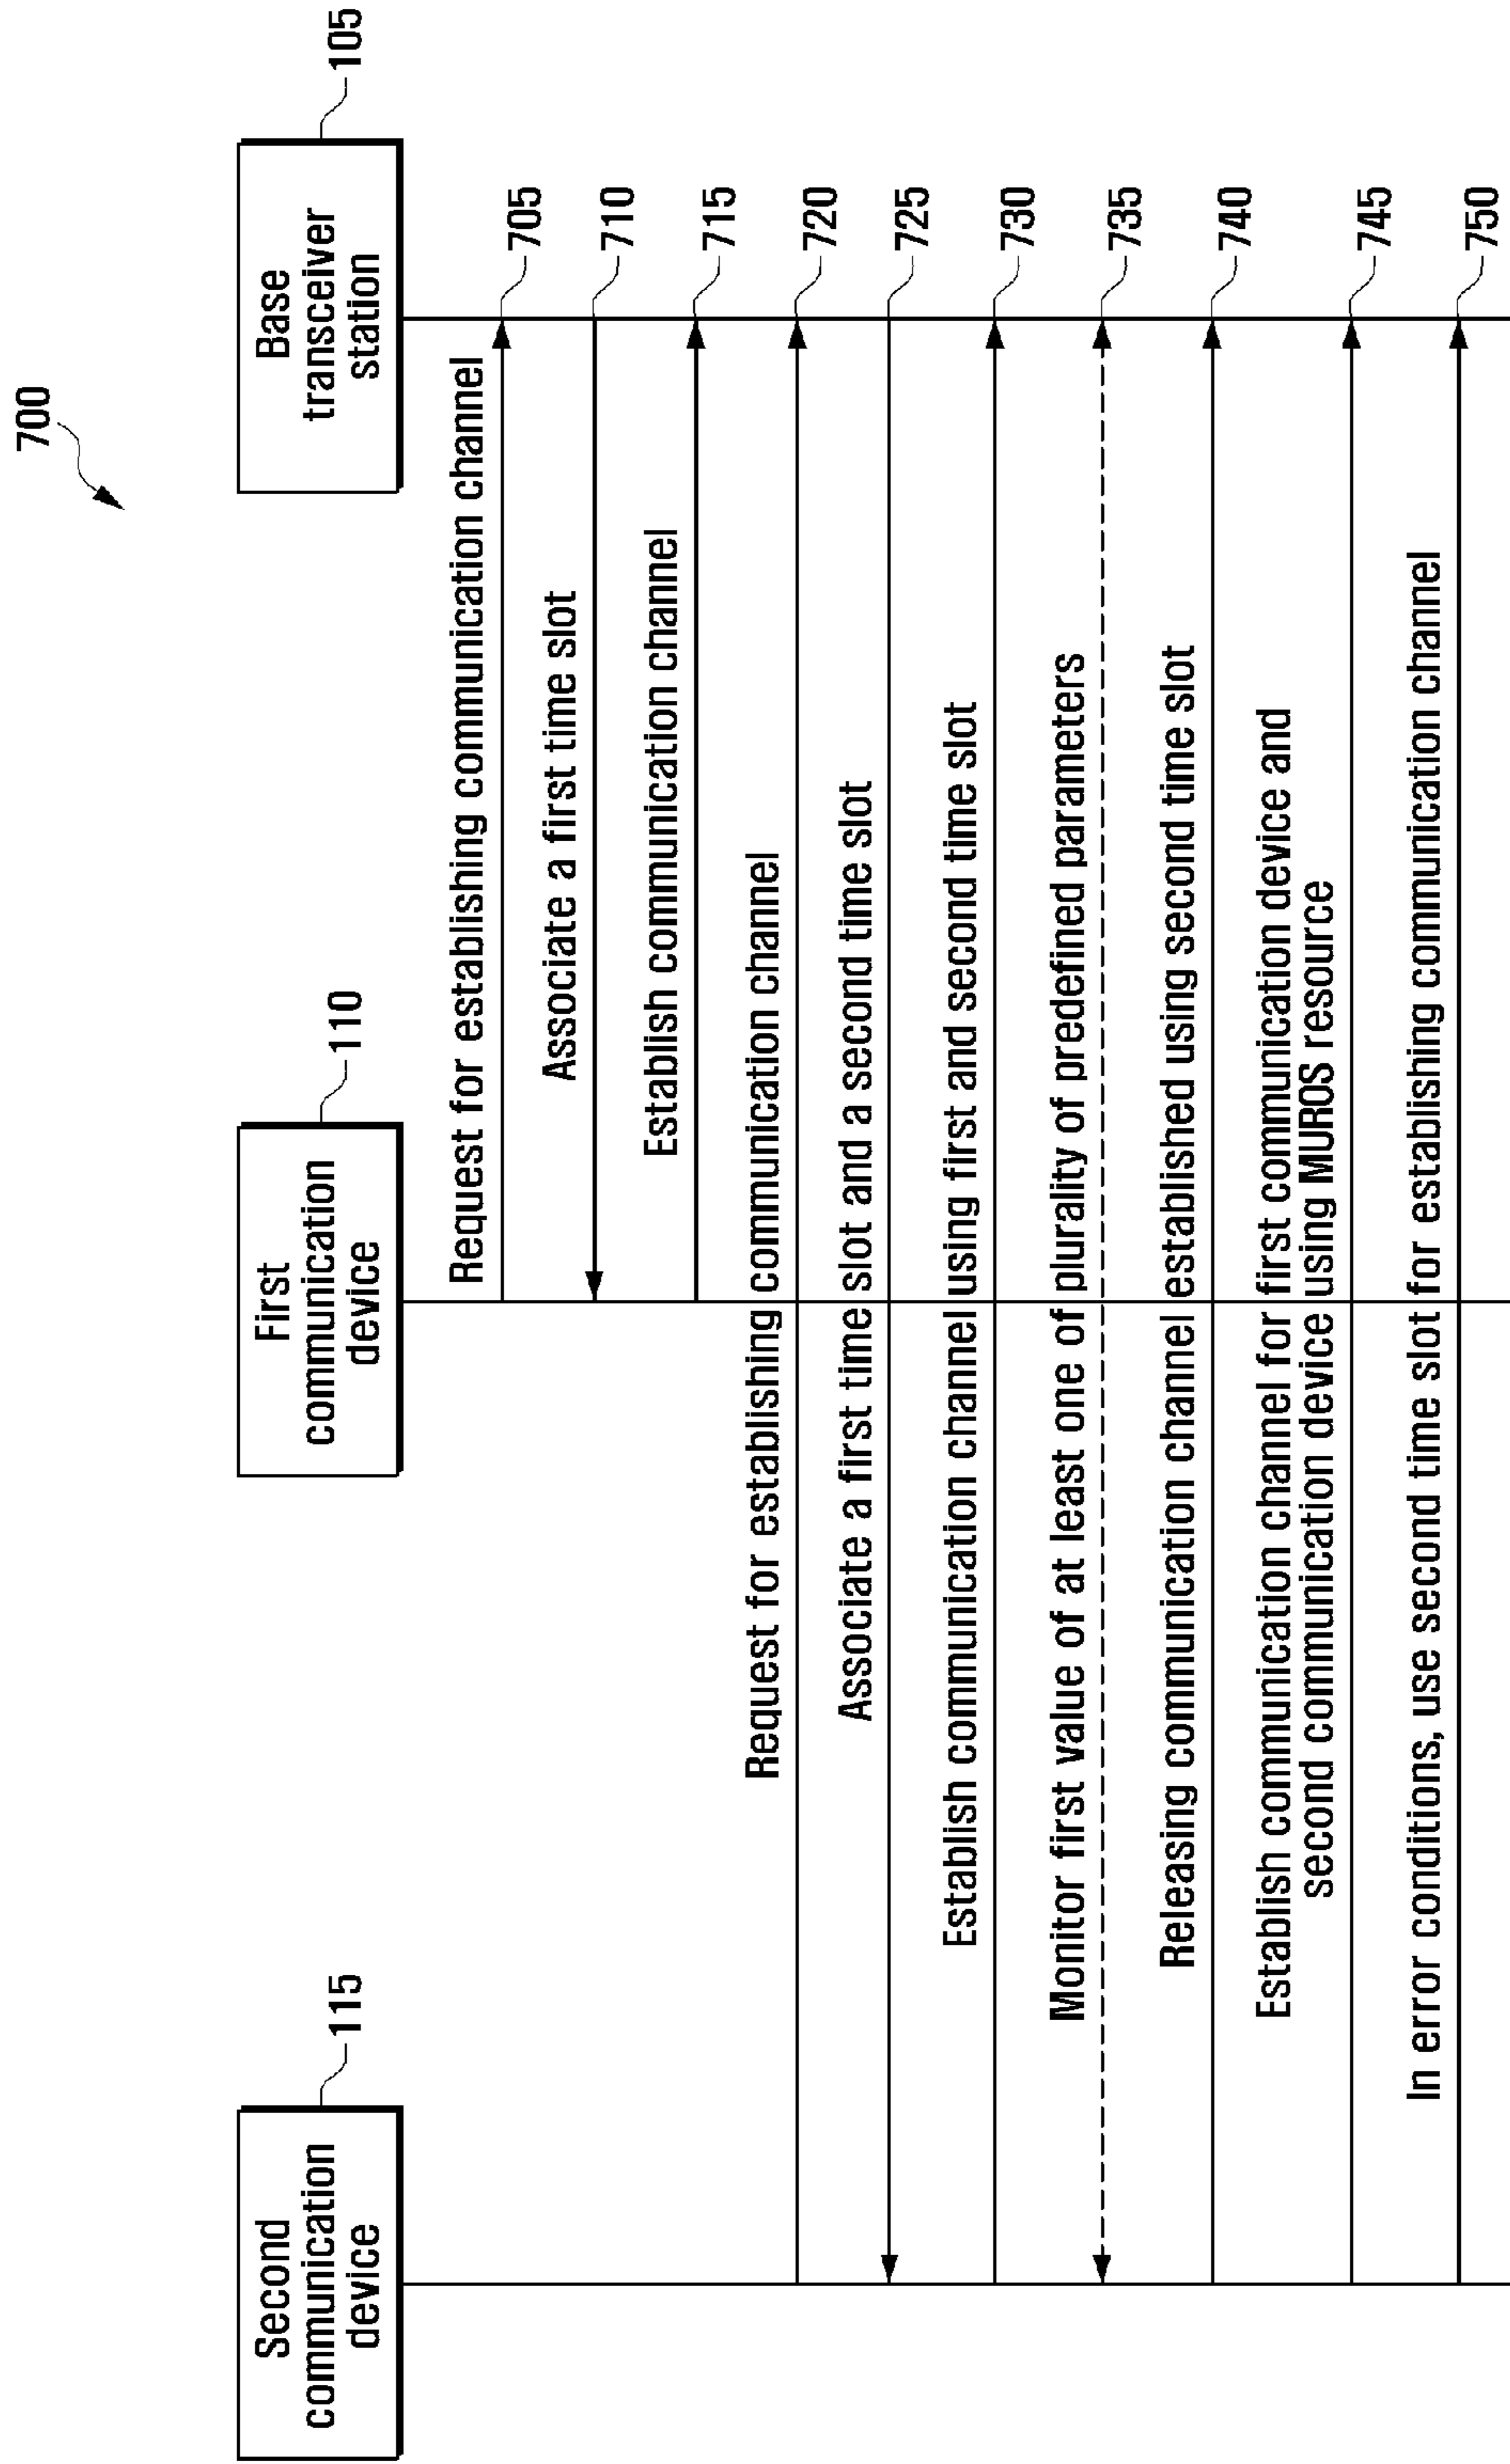 700
Second
communication
device
115
First
communication
device
110
Base
transceiver
station
105
Request for establishing communication channel
705
Associate a first time slot
710
Establish communication channel
715
Request for establishing communication channel
720
Associate a first time slot and a second time slot
725
Establish communication channel using first and second time slot
730
Monitor first value of at least one of plurality of predefined parameters
735
Releasing communication channel established using second time slot
740
Establish communication channel for first communication device and
second communication device using MUROS resource
745
In error conditions, use second time slot for establishing communication channel
750